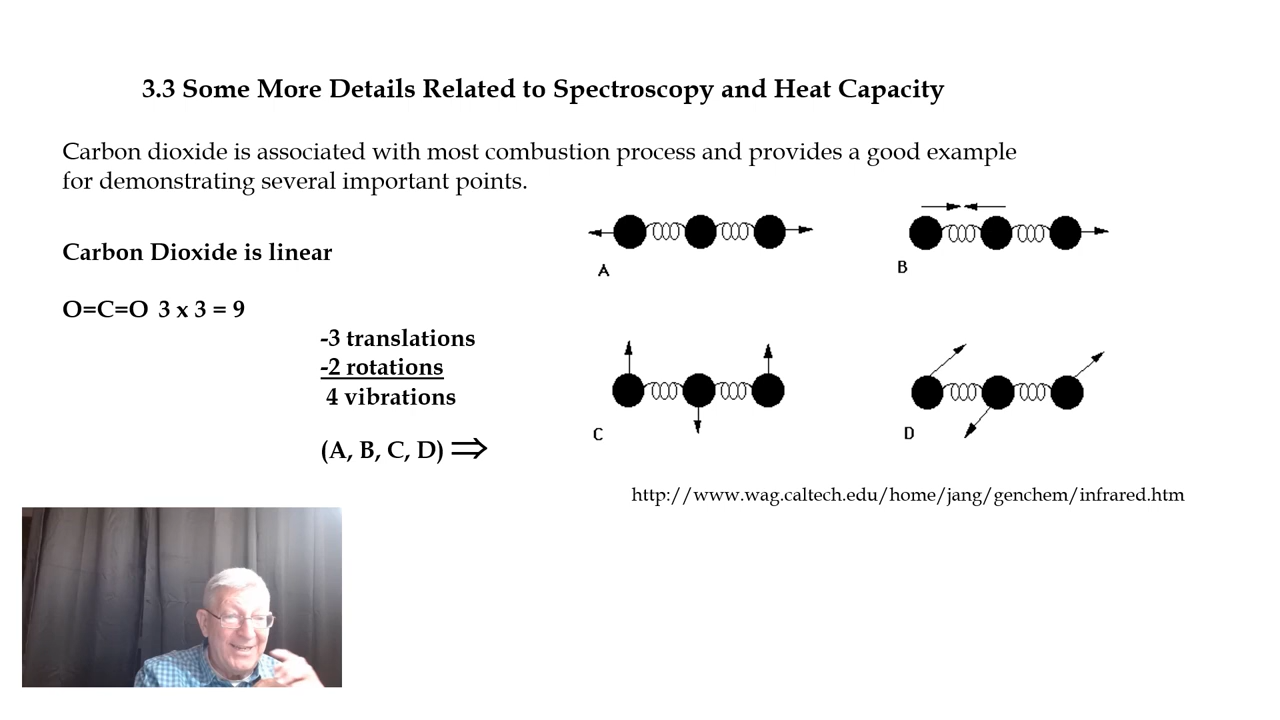 3.3 Some More Details Related to Spectroscopy and Heat Capacity
Carbon dioxide is associated with most combustion process and provides a good example
for demonstrating several important points.
Carbon Dioxide is linear
O=C=O 3 x 3 = 9
-3 translations
-2 rotations
4 vibrations
(A, B, C, D) ⇒
A
B
C
D
http://www.wag.caltech.edu/home/jang/genchem/infrared.htm